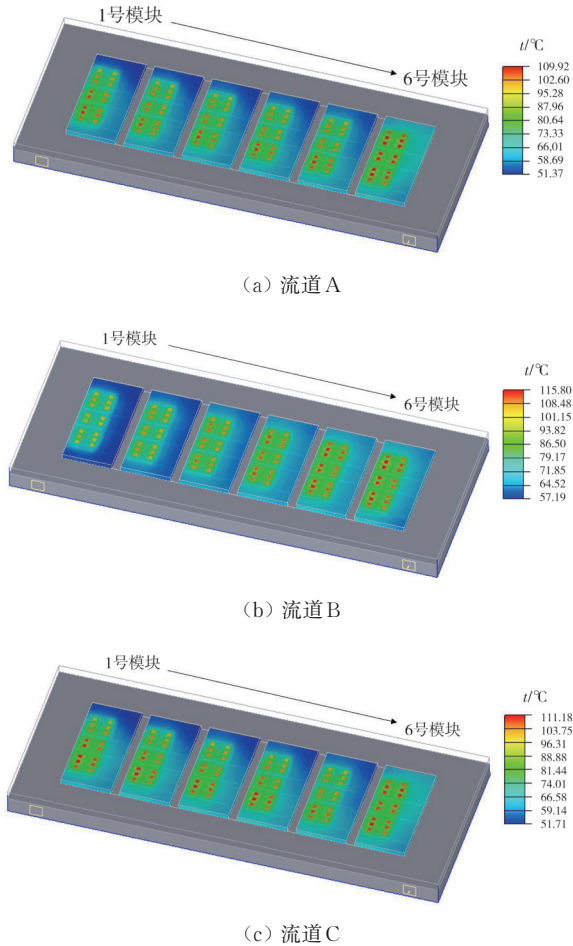 1号模块
6号模块
t/℃
109.92
102.60
95.28
87.96
80.64
73.33
66.01
58.69
51.37
(a) 流道A
1号模块
6号模块
t/℃
115.80
108.48
101.15
93.82
86.50
79.17
71.85
64.52
57.19
(b) 流道B
1号模块
6号模块
t/℃
111.18
103.75
96.31
88.88
81.44
74.01
66.58
59.14
51.71
(c) 流道C